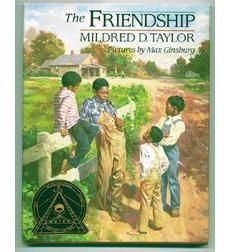 The FRIENDSHIP
MILDRED D. TAYLOR
Pictures by Max Ginsburg